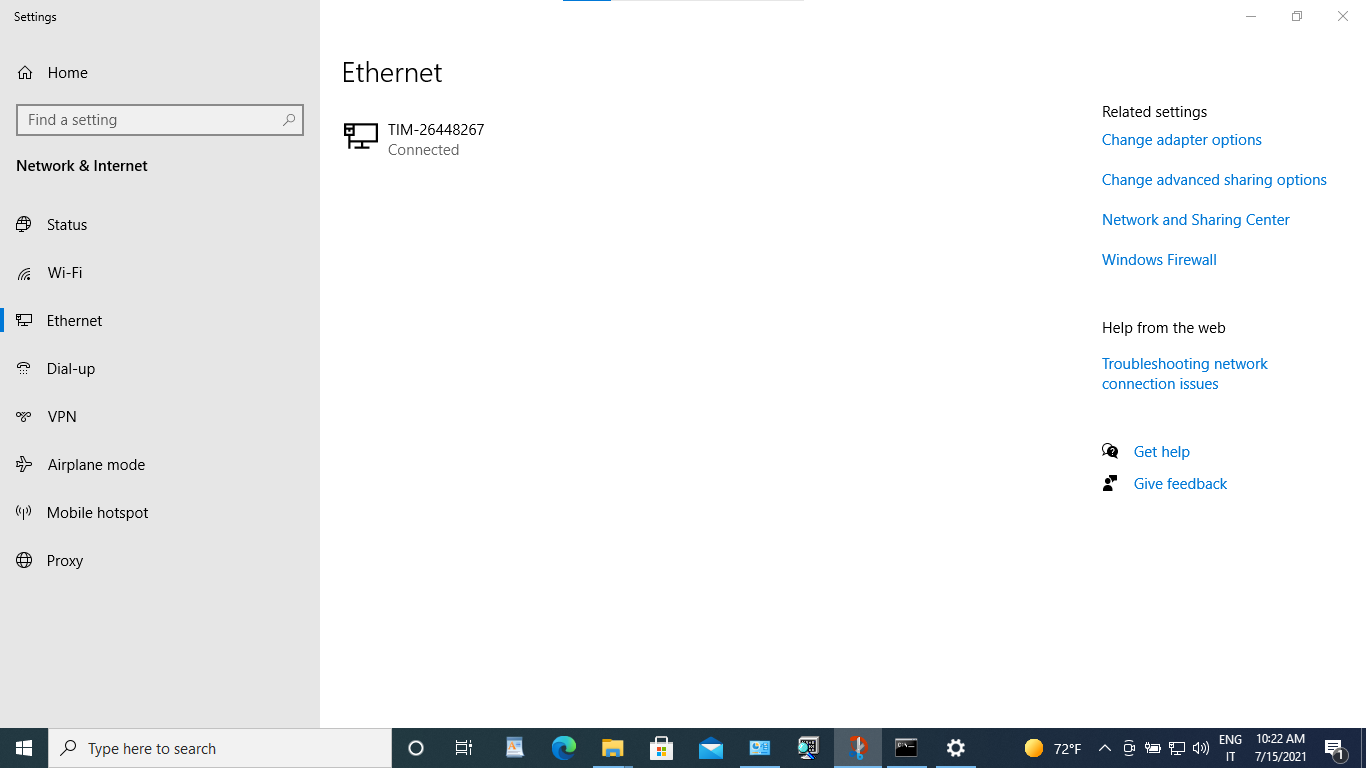 Settings
Home
Find a setting
Network & Internet
Status
Wi-Fi
Ethernet
Dial-up
VPN
Airplane mode
Mobile hotspot
Proxy
Ethernet
TIM-26448267
Connected
Related settings
Change adapter options
Change advanced sharing options
Network and Sharing Center
Windows Firewall
Help from the web
Troubleshooting network
connection issues
Get help
Give feedback
Type here to search
72°F
ENG
IT
10:22 AM
7/15/2021
1